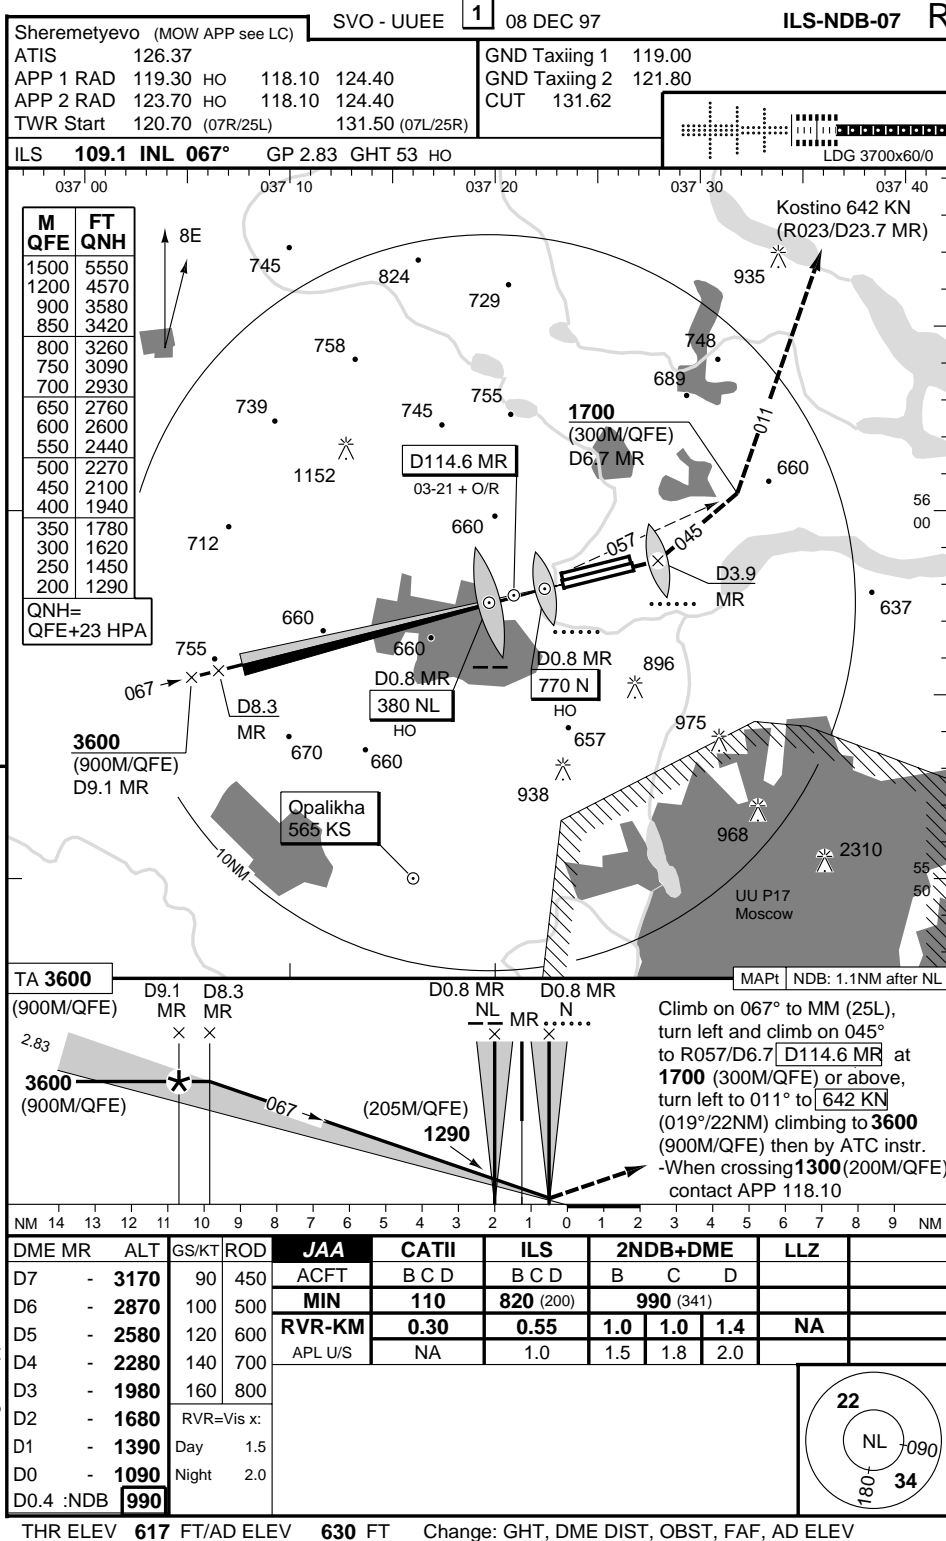 SVO - UUEE 1 08 DEC 97 ILS-NDB-07 R
Sheremetyevo (MOW APP see LC)
ATIS 126.37
APP 1 RAD 119.30 HO 118.10 124.40
APP 2 RAD 123.70 HO 118.10 124.40
TWR Start 120.70 (07R/25L) 131.50 (07L/25R)
GND Taxiing 1 119.00
GND Taxiing 2 121.80
CUT 131.62
ILS 109.1 INL 067° GP 2.83 GHT 53 HO
LDG 3700x60/0
037 00 037 10 037 20 037 30 037 40
M FT
QFE QNH
1500 5550
1200 4570
900 3580
850 3420
800 3260
750 3090
700 2930
650 2760
600 2600
550 2440
500 2270
450 2100
400 1940
350 1780
300 1620
250 1450
200 1290
QNH=
QFE+23 HPA
8E
745
824
729
Kostino 642 KN
(R023/D23.7 MR)
935
758
748
689
739
745
755
1152
1700
(300M/QFE)
D6.7 MR
011
D114.6 MR
03-21 + O/R
660
660
56
00
712
057
045
D3.9
MR
637
660
660
755
067
D8.3
MR
D0.8 MR
380 NL
HO
D0.8 MR
770 N
HO
896
3600
(900M/QFE)
D9.1 MR
670
660
657
975
938
Opalikha
565 KS
968
2310
10NM
UU P17
Moscow
55
50
TA 3600
(900M/QFE)
MAPt NDB: 1.1NM after NL
D9.1
MR
D8.3
MR
D0.8 MR
NL
MR
D0.8 MR
N
2.83
3600
(900M/QFE)
067
(205M/QFE)
1290
Climb on 067° to MM (25L),
turn left and climb on 045°
to R057/D6.7 D114.6 MR at
1700 (300M/QFE) or above,
turn left to 011° to 642 KN
(019°/22NM) climbing to 3600
(900M/QFE) then by ATC instr.
-When crossing 1300 (200M/QFE)
contact APP 118.10
NM 14 13 12 11 10 9 8 7 6 5 4 3 2 1 0 1 2 3 4 5 6 7 8 9 NM
DME MR ALT GS/KT ROD JAA CATII ILS 2NDB+DME LLZ
D7 - 3170 90 450 ACFT B C D B C D B C D
D6 - 2870 100 500 MIN 110 820 (200) 990 (341)
D5 - 2580 120 600 RVR-KM 0.30 0.55 1.0 1.0 1.4 NA
D4 - 2280 140 700 APL U/S NA 1.0 1.5 1.8 2.0
D3 - 1980 160 800
D2 - 1680 RVR=Vis x:
D1 - 1390 Day 1.5
D0 - 1090 Night 2.0
D0.4 :NDB 990
22
NL
090
180
34
THR ELEV 617 FT/AD ELEV 630 FT Change: GHT, DME DIST, OBST, FAF, AD ELEV